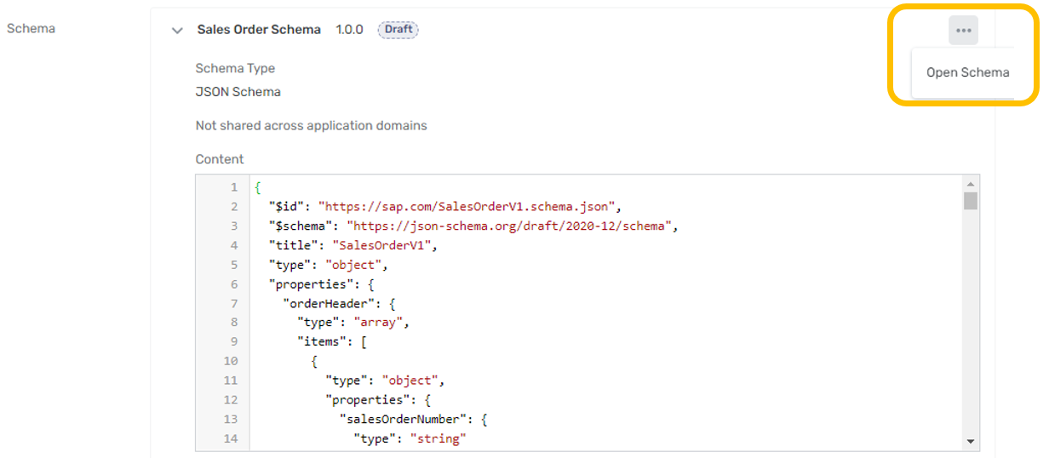 Schema
Sales Order Schema 1.0.0 Draft
•••
Open Schema
Schema Type
JSON Schema
Not shared across application domains
Content
1 {
2 "$id": "https://sap.com/SalesOrderV1.schema.json",
3 "$schema": "https://json-schema.org/draft/2020-12/schema",
4 "title": "SalesOrderV1",
5 "type": "object",
6 "properties": {
7 "orderHeader": {
8 "type": "array",
9 "items": [
10 {
11 "type": "object",
12 "properties": {
13 "salesOrderNumber": {
14 "type": "string"